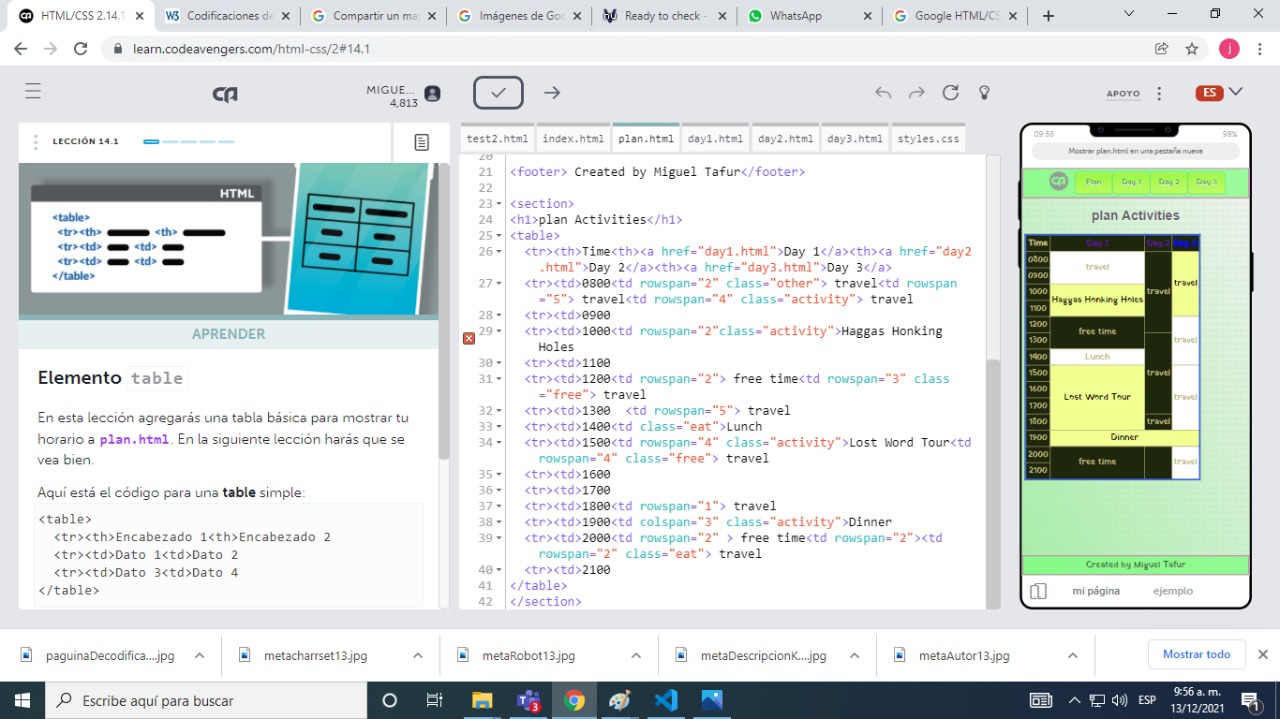 HTML/CSS 2.14.1
Codificaciones de
Compartir un ma
Imágenes de Goo
Ready to check -
WhatsApp
Google HTML/CS
learn.codeavengers.com/html-css/2#14.1
MIGUE...
4,813
APOYO
ES
LECCIÓN 14.1
HTML
<table>
<tr><th> <th>
<tr><td> <td>
<tr><td> <td>
</table>
APRENDER
Elemento table
En esta lección agregarás una tabla básica para mostrar tu
horario a plan.html. En la siguiente lección harás que se
vea bien.
Aquí está el código para una table simple:
<table>
<tr><th>Encabezado 1<th>Encabezado 2
<tr><td>Dato 1<td>Dato 2
<tr><td>Dato 3<td>Dato 4
</table>
test2.html index.html plan.html day1.html day2.html day3.html styles.css
20
21 <footer> Created by Miguel Tafur</footer>
22
23 <section>
24 <h1>plan Activities</h1>
25 <table>
26 <tr><th>Time<th><a href="day1.html">Day 1</a><th><a href="day2
.html">Day 2</a><th><a href="day3.html">Day 3</a>
27 <tr><td>0800<td rowspan="2" class="other"> travel<td rowspan
="5"> travel<td rowspan="4" class="activity"> travel
28 <tr><td>0900
29 <tr><td>1000<td rowspan="2"class="activity">Haggas Honking
Holes
30 <tr><td>1100
31 <tr><td>1200<td rowspan="2"> free time<td rowspan="3" class
="free"> travel
32 <tr><td>1300  <td rowspan="5"> travel
33 <tr><td>1400<td class="eat">Lunch
34 <tr><td>1500<td rowspan="4" class="activity">Lost Word Tour<td
rowspan="4" class="free"> travel
35 <tr><td>1600
36 <tr><td>1700
37 <tr><td>1800<td rowspan="1"> travel
38 <tr><td>1900<td colspan="3" class="activity">Dinner
39 <tr><td>2000<td rowspan="2" > free time<td rowspan="2"><td
rowspan="2" class="eat"> travel
40 <tr><td>2100
41 </table>
42 </section>
09:55 98%
Mostrar plan.html en una pestaña nueva
Plan Day 1 Day 2 Day 3
plan Activities
Time Day 1 Day 2 Day 3
0800 travel
0900 travel
1000 Haggas Honking Holes travel
1100
1200 free time
1300 travel
1400 Lunch
1500 travel
1600
1700 Lost Word Tour travel
1800 travel
1900 Dinner
2000 free time travel
2100
Created by Miguel Tafur
mi página ejemplo
paguinaDecodifica....jpg
metacharrset13.jpg
metaRobot13.jpg
metaDescripcionK....jpg
metaAutor13.jpg
Mostrar todo
Escribe aquí para buscar
3
ESP
9:56 a. m.
13/12/2021
1